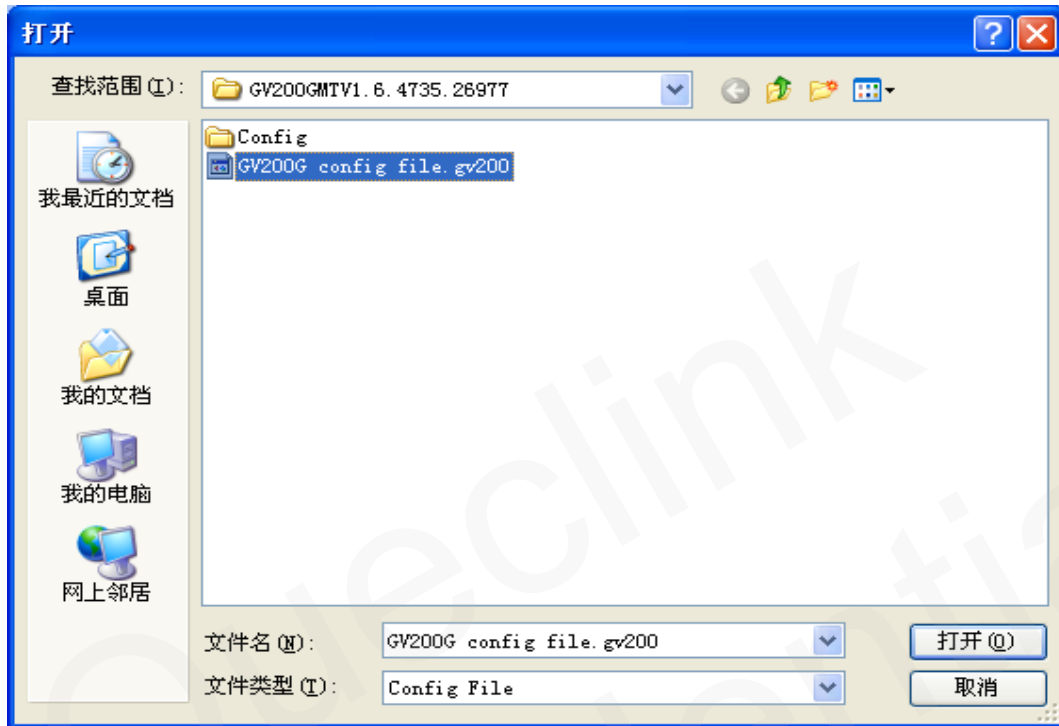 打开
查找范围(I):
GV200GMTV1.6.4735.26977
Config
GV200G config file.gv200
我最近的文档
桌面
我的文档
我的电脑
网上邻居
文件名(N):
GV200G config file.gv200
打开(O)
文件类型(T):
Config File
取消
Queclink